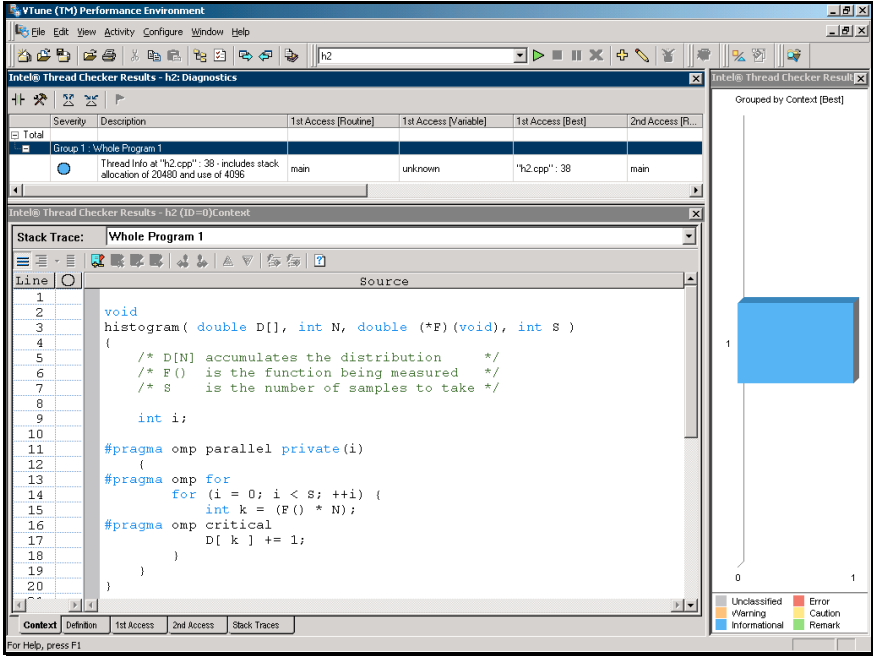 VTune (TM) Performance Environment
File Edit View Activity Configure Window Help
h2
Intel® Thread Checker Results - h2: Diagnostics
Severity Description 1st Access [Routine] 1st Access [Variable] 1st Access [Best] 2nd Access [R...
Total
Group 1 : Whole Program 1
Thread Info at "h2.cpp" : 38 - includes stack
allocation of 20480 and use of 4096
main unknown "h2.cpp" : 38 main
Intel® Thread Checker Results - h2 (ID=0)Context
Stack Trace: Whole Program 1
Line Source
1
2 void
3 histogram( double D[], int N, double (*F)(void), int S )
4 {
5 /* D[N] accumulates the distribution */
6 /* F() is the function being measured */
7 /* S is the number of samples to take */
8
9 int i;
10
11 #pragma omp parallel private(i)
12 {
13 #pragma omp for
14 for (i = 0; i < S; ++i) {
15 int k = (F() * N);
16 #pragma omp critical
17 D[ k ] += 1;
18 }
19 }
20 }
Context Definition 1st Access 2nd Access Stack Traces
For Help, press F1
Intel® Thread Checker Result
Grouped by Context [Best]
1
0 1
Unclassified Error
Warning Caution
Informational Remark